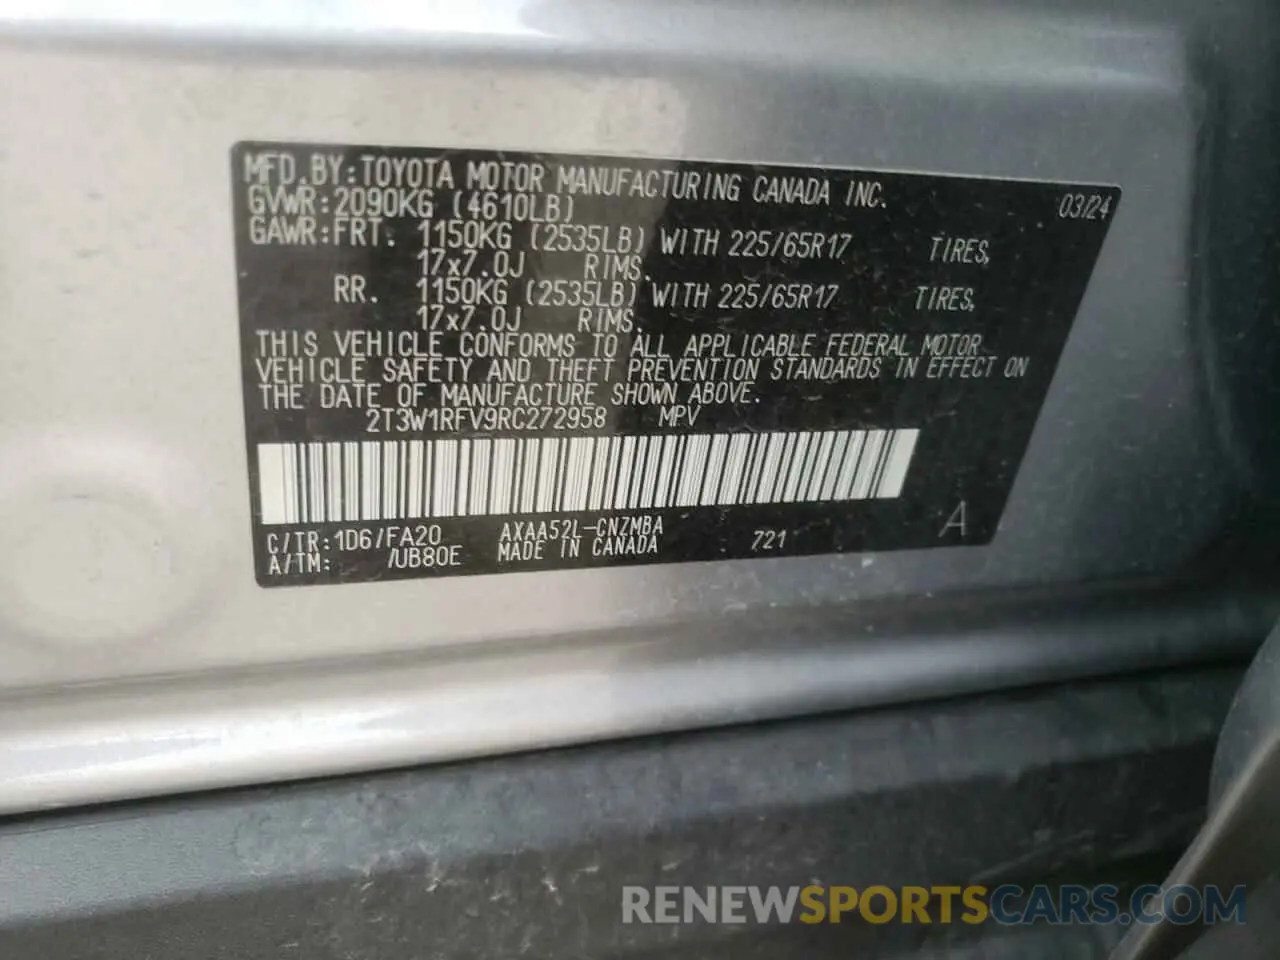 MFD.BY:TOYOTA MOTOR MANUFACTURING CANADA INC.
GVWR:2090KG (4610LB) 03/24
GAWR:FRT. 1150KG (2535LB) WITH 225/65R17 TIRES,
17x7.0J RIMS.
RR. 1150KG (2535LB) WITH 225/65R17 TIRES,
17x7.0J RIMS.
THIS VEHICLE CONFORMS TO ALL APPLICABLE FEDERAL MOTOR
VEHICLE SAFETY AND THEFT PREVENTION STANDARDS IN EFFECT ON
THE DATE OF MANUFACTURE SHOWN ABOVE.
2T3W1RFV9RC272958 MPV
C/TR:1D6/FA20 AXAA52L-CNZMBA 721 A
A/TM: /UB80E MADE IN CANADA
RENEWSPORTSCARS.COM